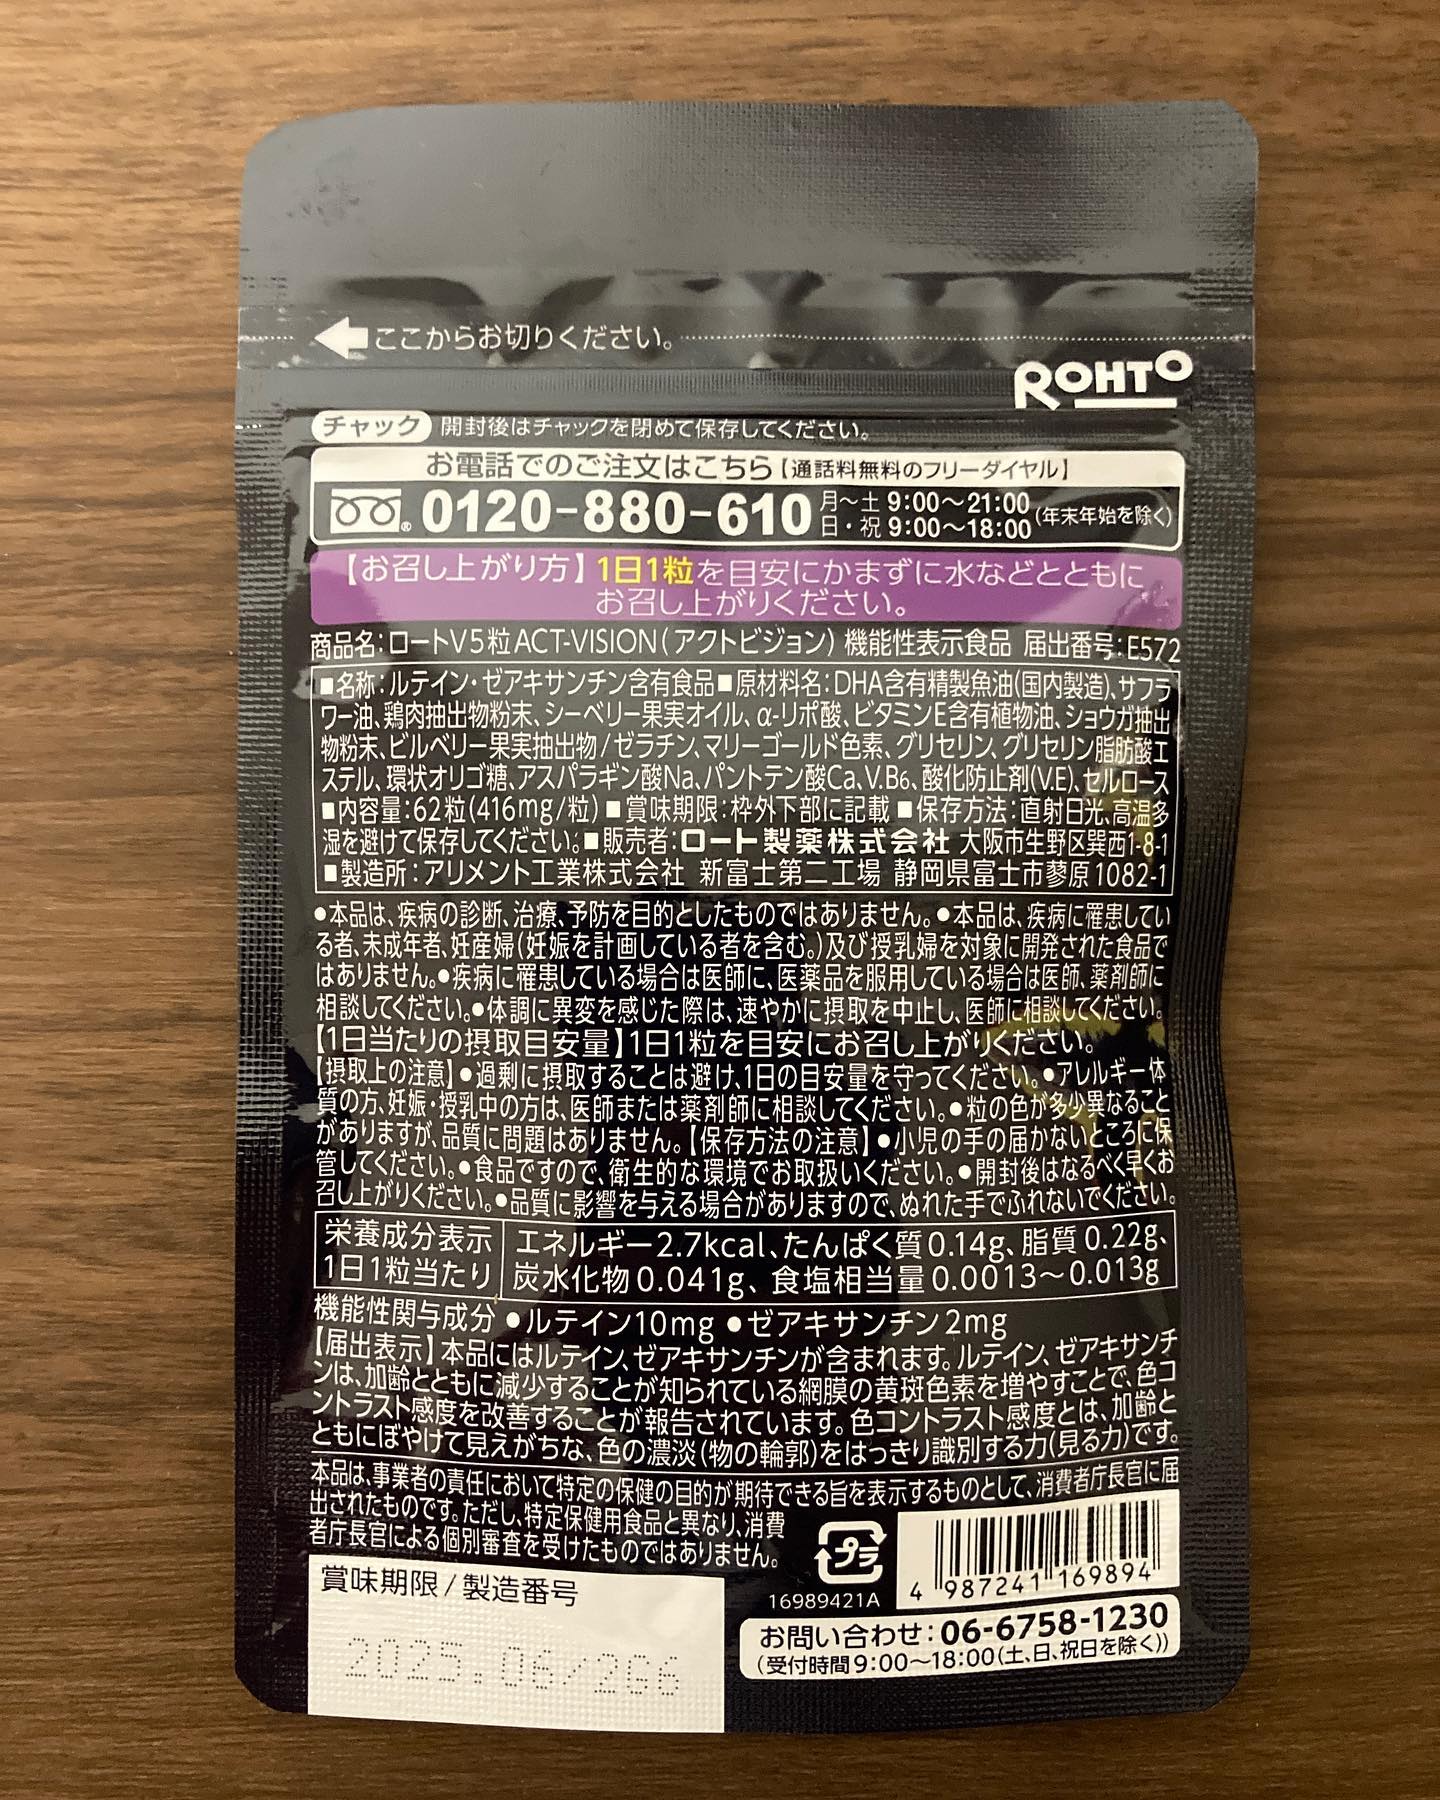 ここからお切りください。
ROHTO
チャック 開封後はチャックを閉めて保存してください。
お電話でのご注文はこちら【通話料無料のフリーダイヤル】
0120-880-610 月～土 9:00～21:00
日・祝 9:00～18:00 (年末年始を除く)
【お召し上がり方】1日1粒を目安にかまずに水などとともに
お召し上がりください。
商品名:ロートV5粒ACT-VISION(アクトビジョン) 機能性表示食品 届出番号:E572
■名称:ルテイン・ゼアキサンチン含有食品■原材料名:DHA含有精製魚油(国内製造)、サフラ
ワー油、鶏肉抽出物粉末、シーベリー果実オイル、α-リポ酸、ビタミンE含有植物油、ショウガ抽出
物粉末、ビルベリー果実抽出物/ゼラチン、マリーゴールド色素、グリセリン、グリセリン脂肪酸エ
ステル、環状オリゴ糖、アスパラギン酸Na、パントテン酸Ca、V.B6、酸化防止剤(V.E)、セルロース
■内容量:62粒(416mg/粒)■賞味期限:枠外下部に記載■保存方法:直射日光、高温多
湿を避けて保存してください。■販売者:ロート製薬株式会社 大阪市生野区巽西1-8-1
■製造所:アリメント工業株式会社 新富士第二工場 静岡県富士市蓼原1082-1
●本品は、疾病の診断、治療、予防を目的としたものではありません。●本品は、疾病に罹患してい
る者、未成年者、妊産婦(妊娠を計画している者を含む。)及び授乳婦を対象に開発された食品で
はありません。●疾病に罹患している場合は医師に、医薬品を服用している場合は医師、薬剤師に
相談してください。●体調に異変を感じた際は、速やかに摂取を中止し、医師に相談してください。
【1日当たりの摂取目安量】1日1粒を目安にお召し上がりください。
【摂取上の注意】●過剰に摂取することは避け、1日の目安量を守ってください。●アレルギー体
質の方、妊娠・授乳中の方は、医師または薬剤師に相談してください。●粒の色が多少異なること
がありますが、品質に問題はありません。【保存方法の注意】●小児の手の届かないところに保
管してください。●食品ですので、衛生的な環境でお取扱いください。●開封後はなるべく早くお
召し上がりください。●品質に影響を与える場合がありますので、ぬれた手でふれないでください。
栄養成分表示 エネルギー2.7kcal、たんぱく質0.14g、脂質0.22g、
1日1粒当たり 炭水化物0.041g、食塩相当量0.0013～0.013g
機能性関与成分 ●ルテイン10mg ●ゼアキサンチン2mg
【届出表示】本品にはルテイン、ゼアキサンチンが含まれます。ルテイン、ゼアキサンチ
ンは、加齢とともに減少することが知られている網膜の黄斑色素を増やすことで、色コ
ントラスト感度を改善することが報告されています。色コントラスト感度とは、加齢と
ともにぼやけて見えがちな、色の濃淡(物の輪郭)をはっきり識別する力(見る力)です。
本品は、事業者の責任において特定の保健の目的が期待できる旨を表示するものとして、消費者庁長官に届
出されたものです。ただし、特定保健用食品と異なり、消費
者庁長官による個別審査を受けたものではありません。
プラ
16989421A
4 987241 169894
賞味期限/製造番号
2025.06/2G6
お問い合わせ:06-6758-1230
(受付時間9:00～18:00(土、日、祝日を除く))